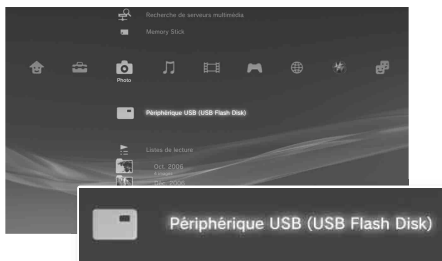 Recherche de serveurs multimédia
Memory Stick
Photo
Périphérique USB (USB Flash Disk)
Listes de lecture
Oct. 2006
2006
Périphérique USB (USB Flash Disk)